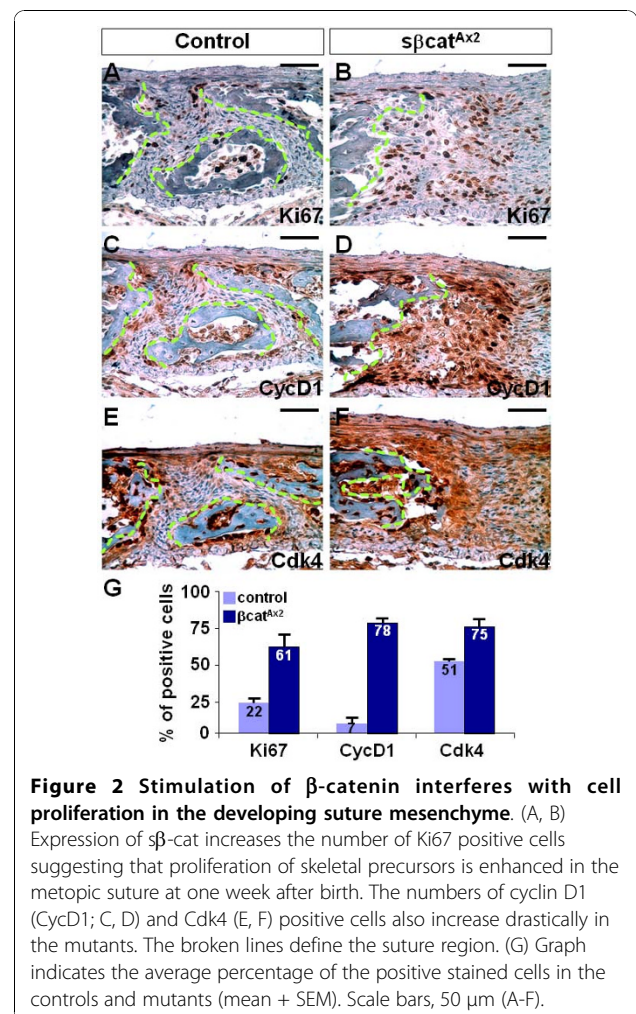 Control
sβcatAx2
A
Ki67
B
Ki67
C
CycD1
D
CycD1
E
Cdk4
F
Cdk4
G
% of positive cells
100
75
50
25
0
control
βcatAx2
22
61
7
78
51
75
Ki67
CycD1
Cdk4
Figure 2 Stimulation of β-catenin interferes with cell
proliferation in the developing suture mesenchyme. (A, B)
Expression of sβ-cat increases the number of Ki67 positive cells
suggesting that proliferation of skeletal precursors is enhanced in the
metopic suture at one week after birth. The numbers of cyclin D1
(CycD1; C, D) and Cdk4 (E, F) positive cells also increase drastically in
the mutants. The broken lines define the suture region. (G) Graph
indicates the average percentage of the positive stained cells in the
controls and mutants (mean + SEM). Scale bars, 50 μm (A-F).